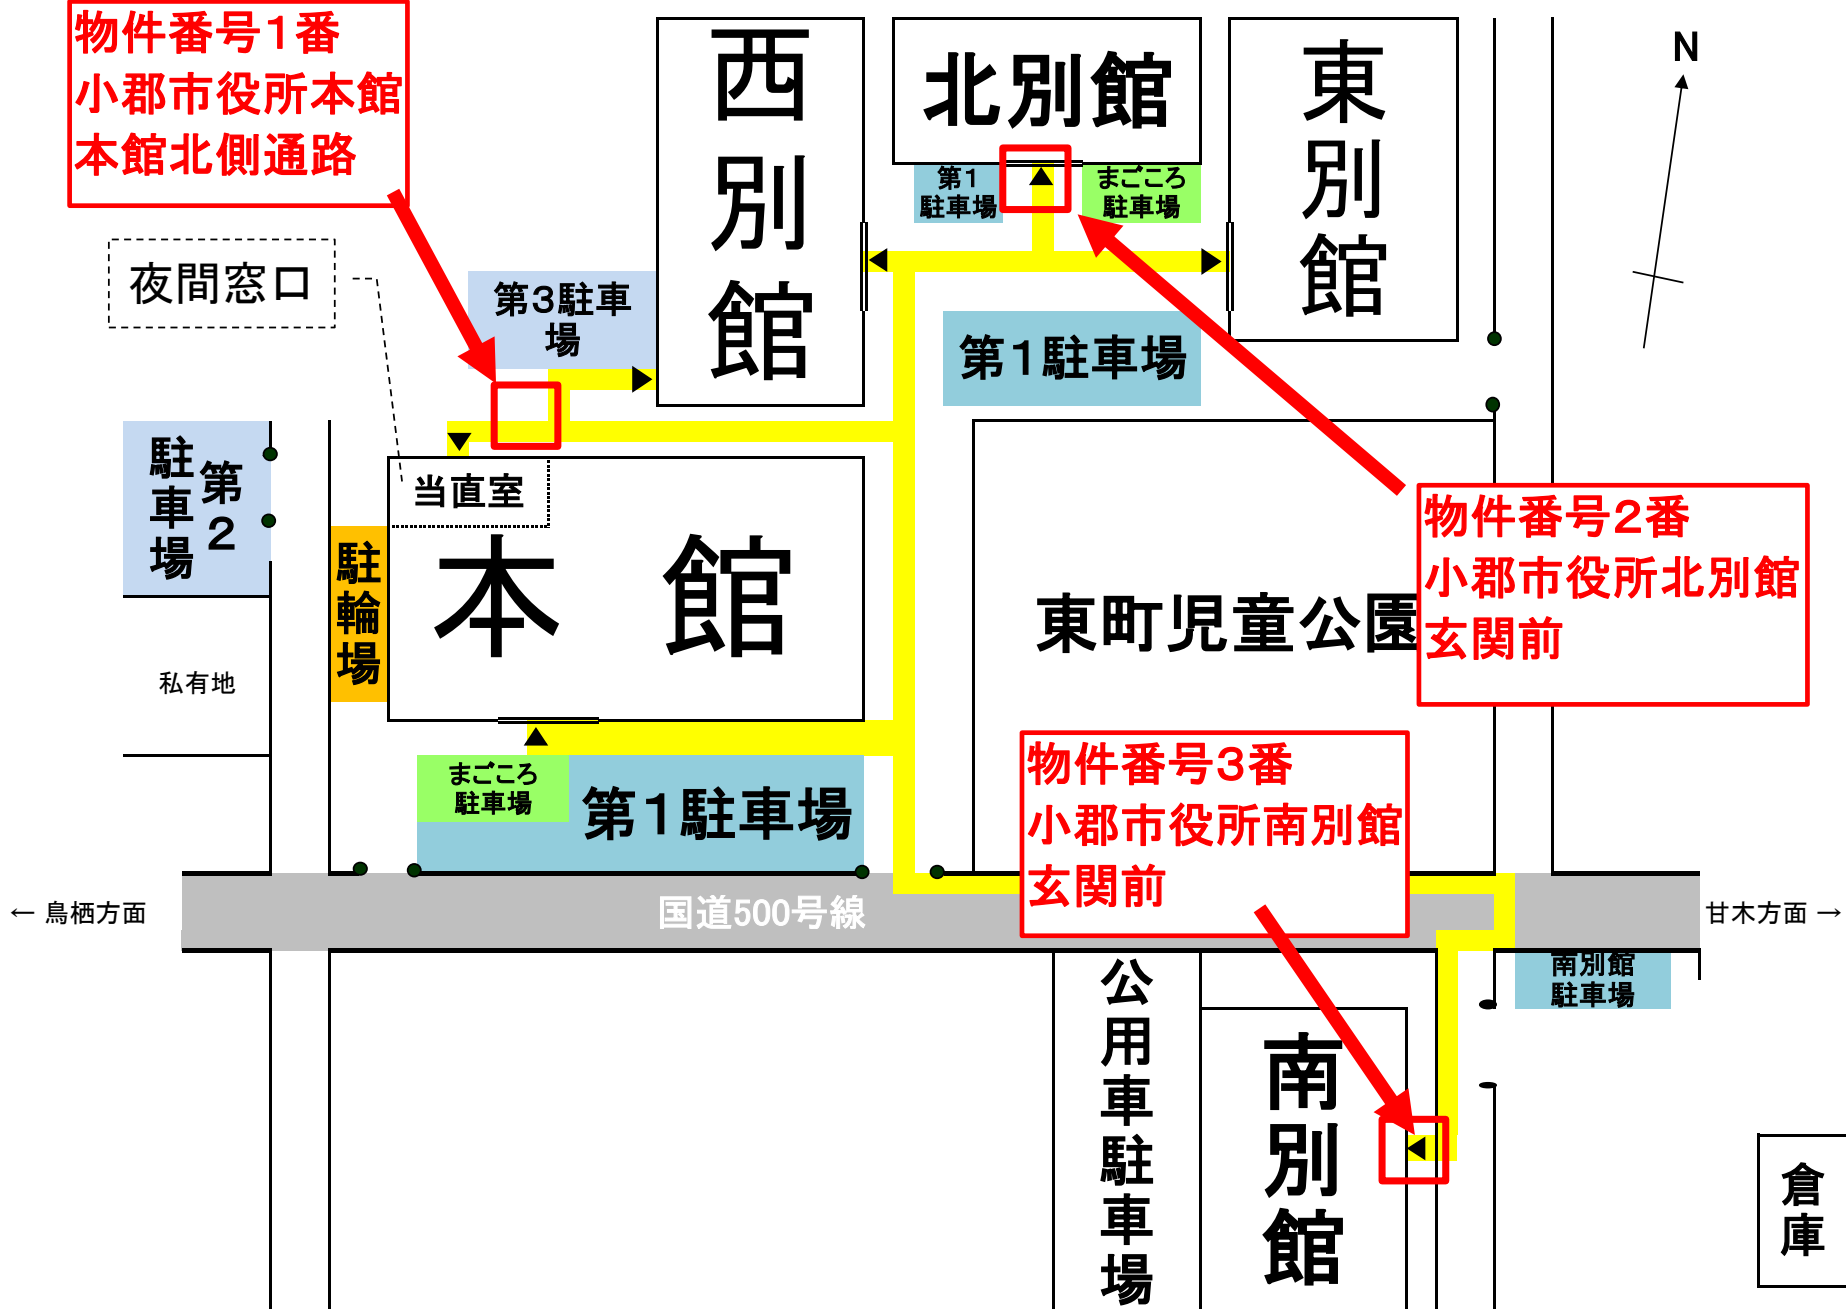 物件番号1番
小郡市役所本館
本館北側通路
西別館
北別館
東別館
N
第1
駐車場
まごころ
駐車場
夜間窓口
第3駐車
場
第1駐車場
第2
駐車場
当直室
駐輪場
本 館
東町児童公園
物件番号2番
小郡市役所北別館
玄関前
私有地
まごころ
駐車場
第1駐車場
物件番号3番
小郡市役所南別館
玄関前
← 鳥栖方面
国道500号線
甘木方面 →
南別館
駐車場
公用車駐車場
南別館
倉庫